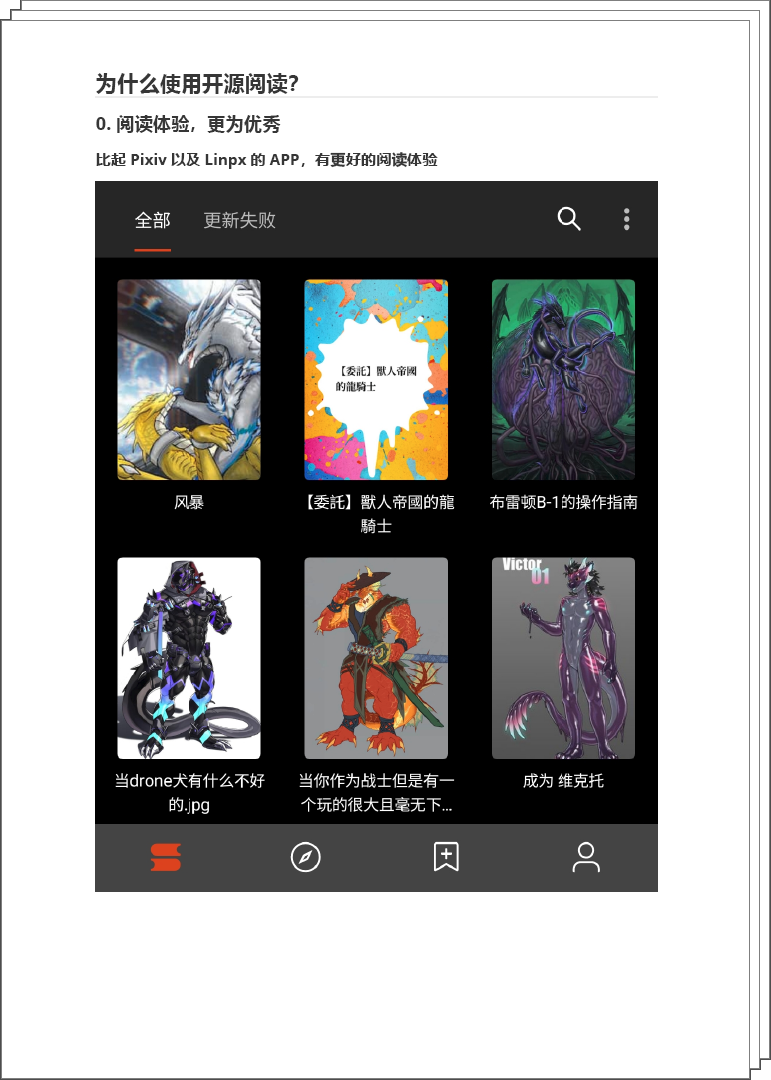 为什么使用开源阅读？
0. 阅读体验，更为优秀
比起 Pixiv 以及 Linpx 的 APP，有更好的阅读体验
全部
更新失败
【委託】獸人帝國
的龍騎士
风暴
【委託】獸人帝國的龍
騎士
布雷顿B-1的操作指南
Victor
01
当drone犬有什么不好
的.jpg
当你作为战士但是有一
个玩的很大且毫无下...
成为 维克托